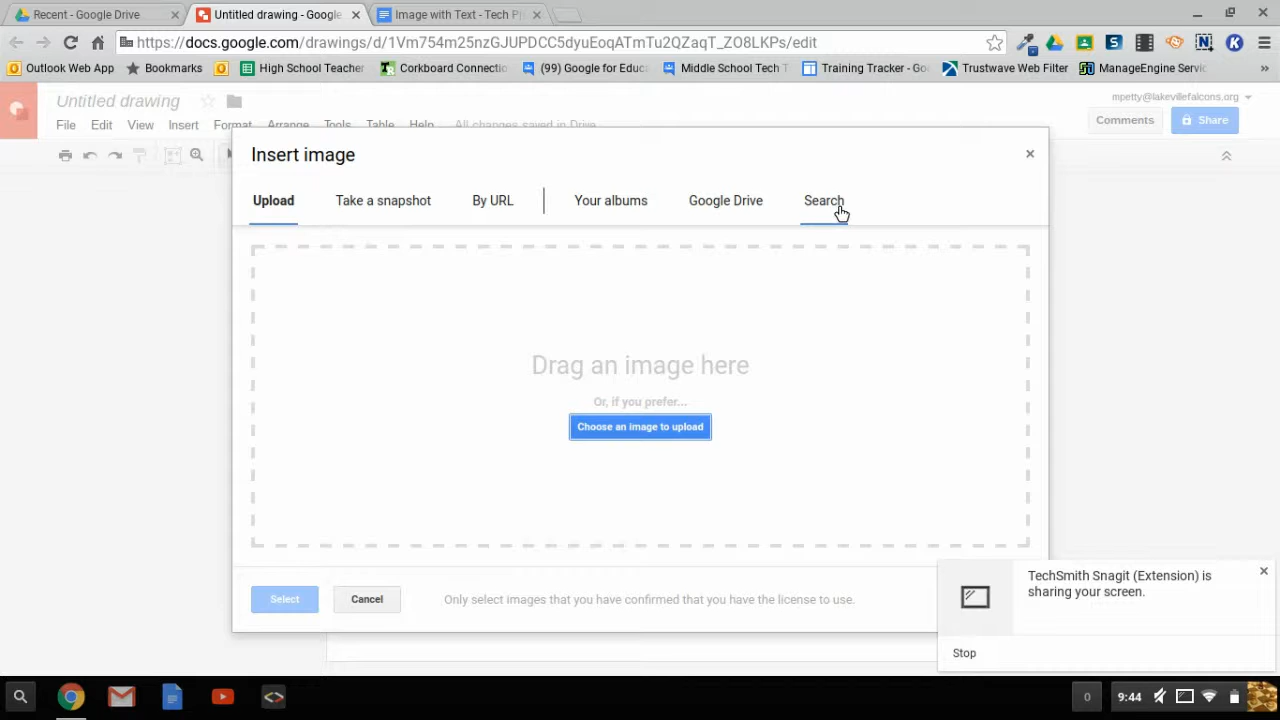 Recent - Google Drive
Untitled drawing - Google
Image with Text - Tech P
https://docs.google.com/drawings/d/1Vm754m25nzGJUPDCC5dyuEoqATmTu2QZaqT_ZO8LKPs/edit
Outlook Web App
Bookmarks
High School Teacher
Corkboard Connectio
(99) Google for Educ
Middle School Tech T
Training Tracker - Go
Trustwave Web Filter
ManageEngine Servic
Untitled drawing
mpetty@lakevillefalcons.org
File Edit View Insert Format Arrange Tools Table Help All changes saved in Drive
Comments
Share
Insert image
Upload Take a snapshot By URL Your albums Google Drive Search
Drag an image here
Or, if you prefer...
Choose an image to upload
Select Cancel Only select images that you have confirmed that you have the license to use.
TechSmith Snagit (Extension) is
sharing your screen.
Stop
0 9:44